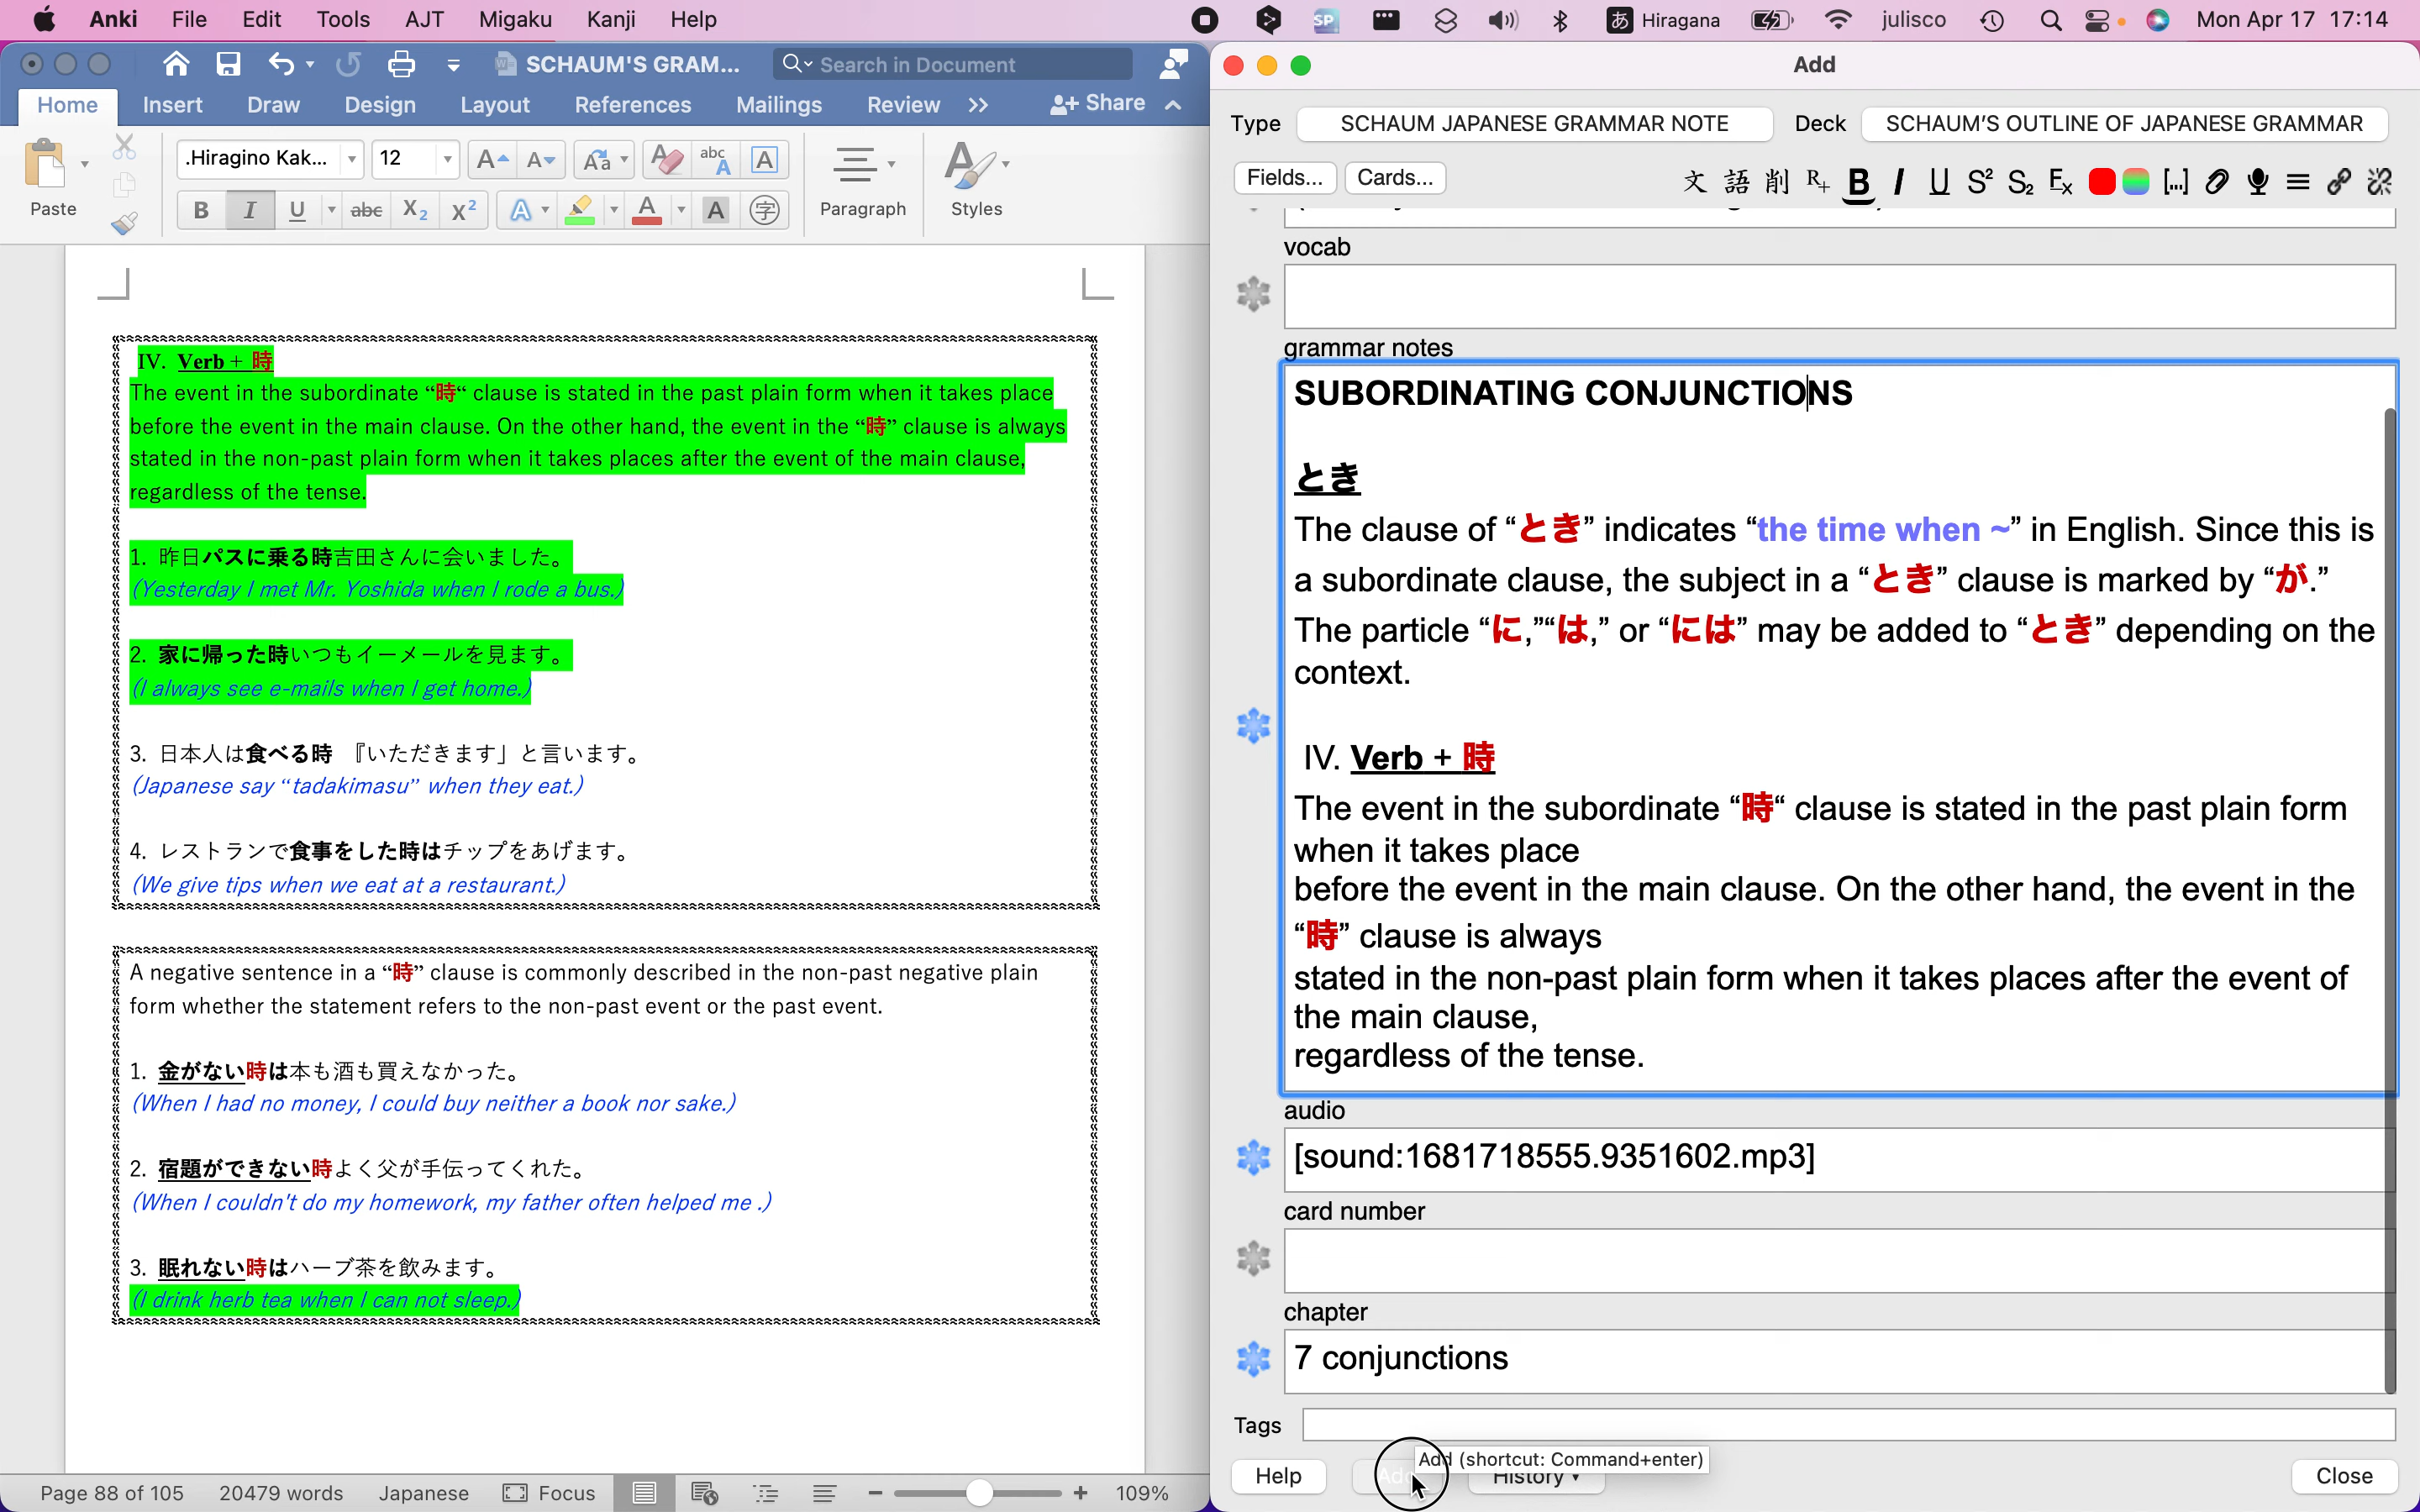 Anki File Edit Tools AJT Migaku Kanji Help
SP あ Hiragana julisco Mon Apr 17 17:14
SCHAUM'S GRAM... Search in Document
Home Insert Draw Design Layout References Mailings Review Share
Paste .Hiragino Kak... 12 Paragraph Styles
IV. Verb + 時
The event in the subordinate “時“ clause is stated in the past plain form when it takes place
before the event in the main clause. On the other hand, the event in the “時” clause is always
stated in the non-past plain form when it takes places after the event of the main clause,
regardless of the tense.
1. 昨日バスに乗る時吉田さんに会いました。
(Yesterday I met Mr. Yoshida when I rode a bus.)
2. 家に帰った時いつもイーメールを見ます。
(I always see e-mails when I get home.)
3. 日本人は食べる時 『いただきます」と言います。
(Japanese say “tadakimasu” when they eat.)
4. レストランで食事をした時はチップをあげます。
(We give tips when we eat at a restaurant.)
A negative sentence in a “時” clause is commonly described in the non-past negative plain
form whether the statement refers to the non-past event or the past event.
1. 金がない時は本も酒も買えなかった。
(When I had no money, I could buy neither a book nor sake.)
2. 宿題ができない時よく父が手伝ってくれた。
(When I couldn't do my homework, my father often helped me .)
3. 眠れない時はハーブ茶を飲みます。
(I drink herb tea when I can not sleep.)
Page 88 of 105 20479 words Japanese Focus 109%
Add
Type SCHAUM JAPANESE GRAMMAR NOTE Deck SCHAUM’S OUTLINE OF JAPANESE GRAMMAR
Fields... Cards... 文 語 削
vocab
grammar notes
SUBORDINATING CONJUNCTIONS
とき
The clause of “とき” indicates “the time when ~” in English. Since this is
a subordinate clause, the subject in a “とき” clause is marked by “が.”
The particle “に,”“は,” or “には” may be added to “とき” depending on the
context.
IV. Verb + 時
The event in the subordinate “時“ clause is stated in the past plain form
when it takes place
before the event in the main clause. On the other hand, the event in the
“時” clause is always
stated in the non-past plain form when it takes places after the event of
the main clause,
regardless of the tense.
audio
[sound:1681718555.9351602.mp3]
card number
chapter
7 conjunctions
Tags
Add (shortcut: Command+enter)
Help Add History Close